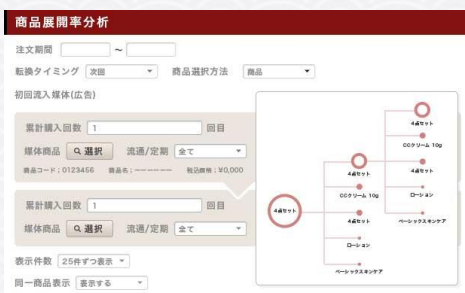 商品展開率分析
注文期間 ～
転換タイミング 次回 商品選択方法 商品
初回流入媒体(広告)
累計購入回数 1 回目
媒体商品 選択 流通/定期 全て
商品コード：0123456 商品名：------- 税込価格：¥0,000
累計購入回数 1 回目
媒体商品 選択 流通/定期 全て
表示件数 25件ずつ表示
同一商品表示 表示する
4点セット
CCクリーム 10g
4点セット
4点セット
CCクリーム 10g
ローション
4点セット
4点セット
ベーシックスキンケア
ローション
ベーシックスキンケア